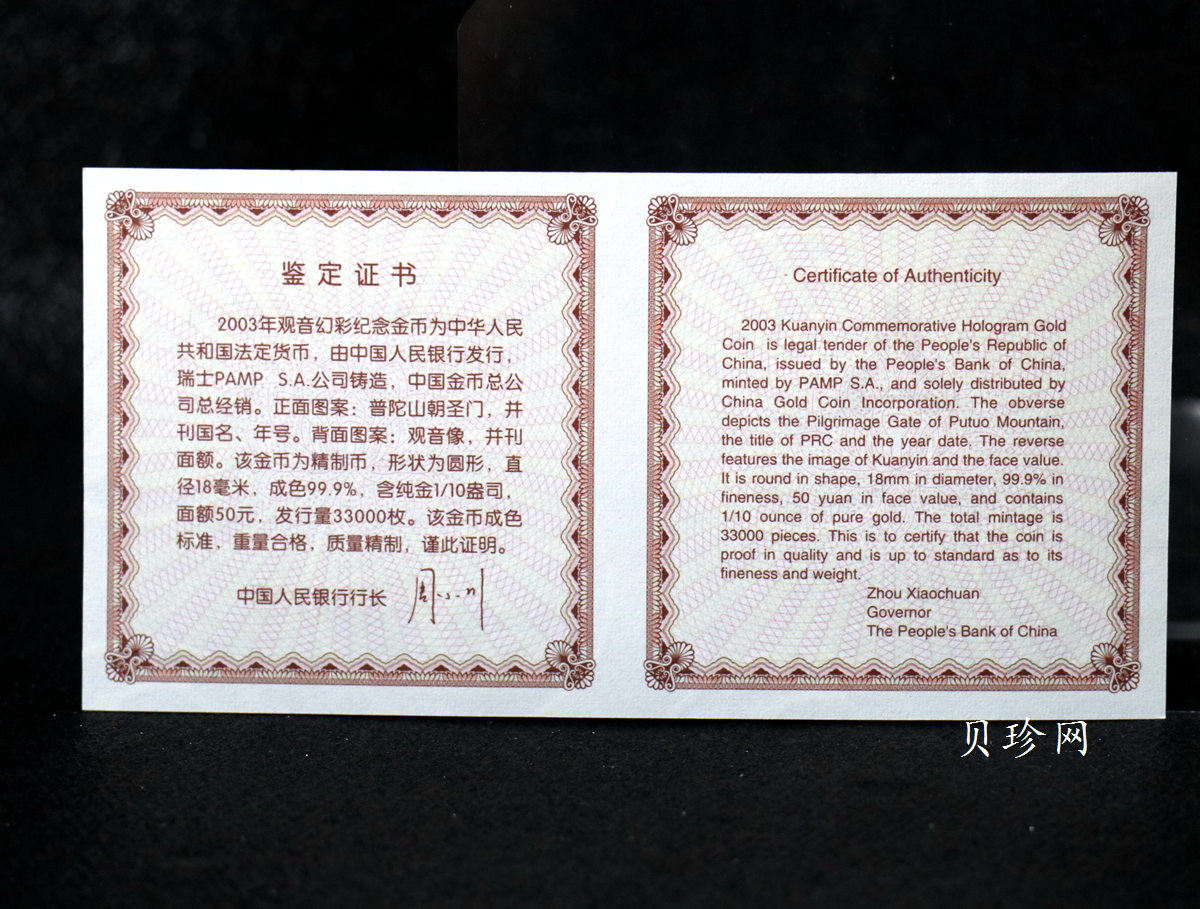 鉴定证书
2003年观音幻彩纪念金币为中华人民
共和国法定货币，由中国人民银行发行，
瑞士PAMP S.A.公司铸造，中国金币总公
司总经销。正面图案：普陀山朝圣门，并
刊国名、年号。背面图案：观音像，并刊
面额。该金币为精制币，形状为圆形，直
径18毫米，成色99.9%，含纯金1/10盎司，
面额50元，发行量33000枚。该金币成色
标准，重量合格，质量精制，谨此证明。
中国人民银行行长 周小川
Certificate of Authenticity
2003 Kuanyin Commemorative Hologram Gold
Coin is legal tender of the People's Republic of
China, issued by the People's Bank of China,
minted by PAMP S.A., and solely distributed by
China Gold Coin Incorporation. The obverse
depicts the Pilgrimage Gate of Putuo Mountain,
the title of PRC and the year date. The reverse
features the image of Kuanyin and the face value.
It is round in shape, 18mm in diameter, 99.9% in
fineness, 50 yuan in face value, and contains
1/10 ounce of pure gold. The total mintage is
33000 pieces. This is to certify that the coin is
proof in quality and is up to standard as to its
fineness and weight.
Zhou Xiaochuan
Governor
The People's Bank of China
贝珍网